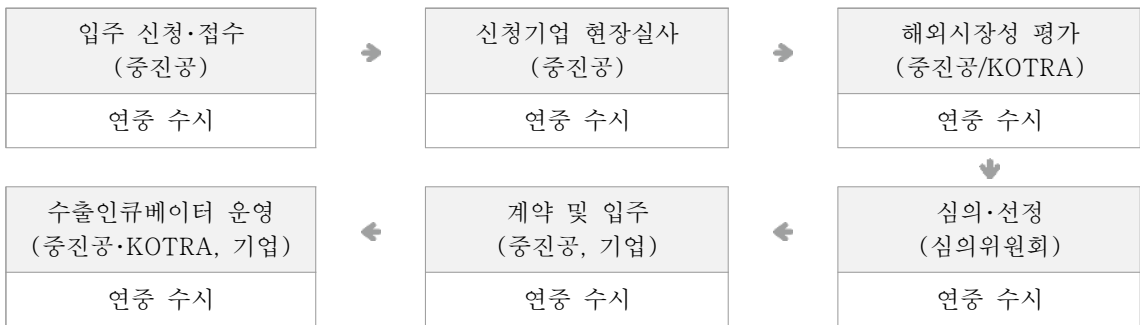 입주 신청·접수
(중진공)
연중 수시
신청기업 현장실사
(중진공)
연중 수시
해외시장성 평가
(중진공/KOTRA)
연중 수시
심의·선정
(심의위원회)
연중 수시
계약 및 입주
(중진공, 기업)
연중 수시
수출인큐베이터 운영
(중진공·KOTRA, 기업)
연중 수시